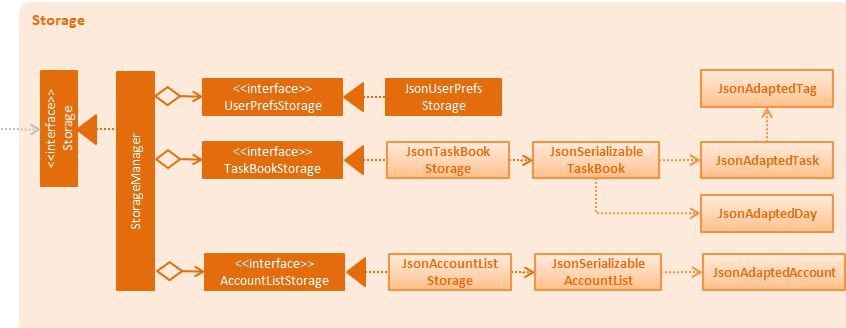 Storage
<<interface>>
Storage
StorageManager
<<interface>>
UserPrefsStorage
JsonUserPrefs
Storage
<<interface>>
TaskBookStorage
JsonTaskBook
Storage
JsonSerializable
TaskBook
JsonAdaptedTag
JsonAdaptedTask
JsonAdaptedDay
<<interface>>
AccountListStorage
JsonAccountList
Storage
JsonSerializable
AccountList
JsonAdaptedAccount